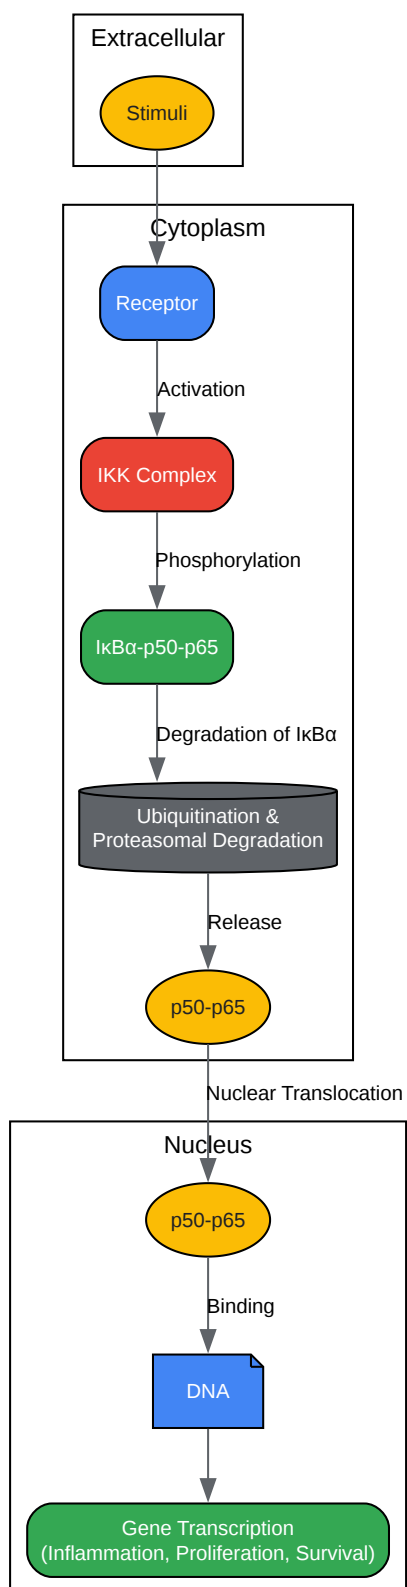 Extracellular
Stimuli
Cytoplasm
Receptor
Activation
IKK Complex
Phosphorylation
IκBα-p50-p65
Degradation of IκBα
Ubiquitination &
Proteasomal Degradation
Release
p50-p65
Nuclear Translocation
Nucleus
p50-p65
Binding
DNA
Gene Transcription
(Inflammation, Proliferation, Survival)